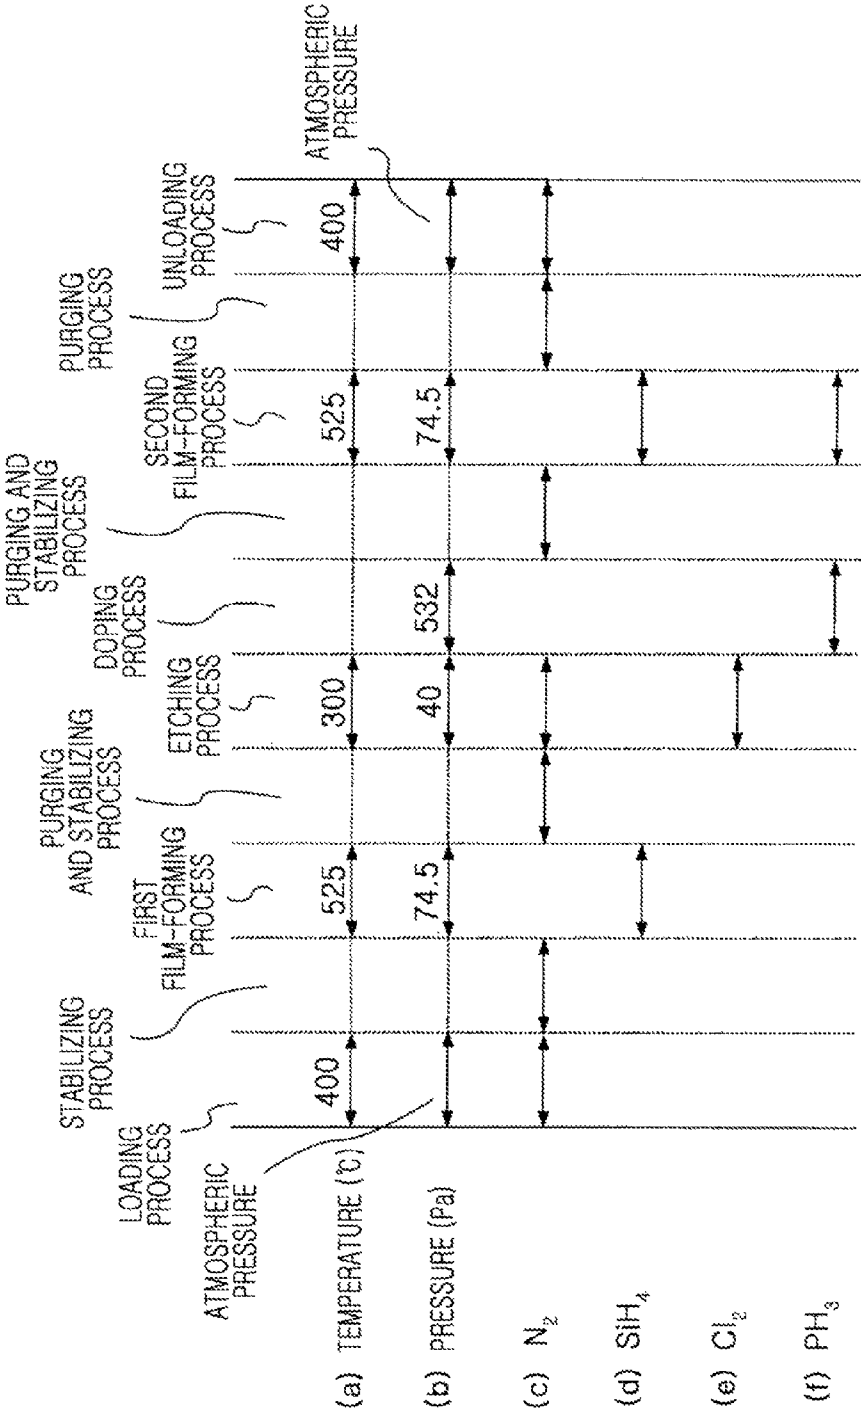 LOADING
PROCESS
STABILIZING
PROCESS
FIRST
FILM-FORMING
PROCESS
PURGING
AND STABILIZING
PROCESS
ETCHING
PROCESS
DOPING
PROCESS
PURGING AND
STABILIZING
PROCESS
SECOND
FILM-FORMING
PROCESS
PURGING
PROCESS
UNLOADING
PROCESS
ATMOSPHERIC
PRESSURE
ATMOSPHERIC
PRESSURE
(a) TEMPERATURE (℃) 400 525 300 525 400
(b) PRESSURE (Pa) 74.5 40 532 74.5
(c) N₂
(d) SiH₄
(e) Cl₂
(f) PH₃